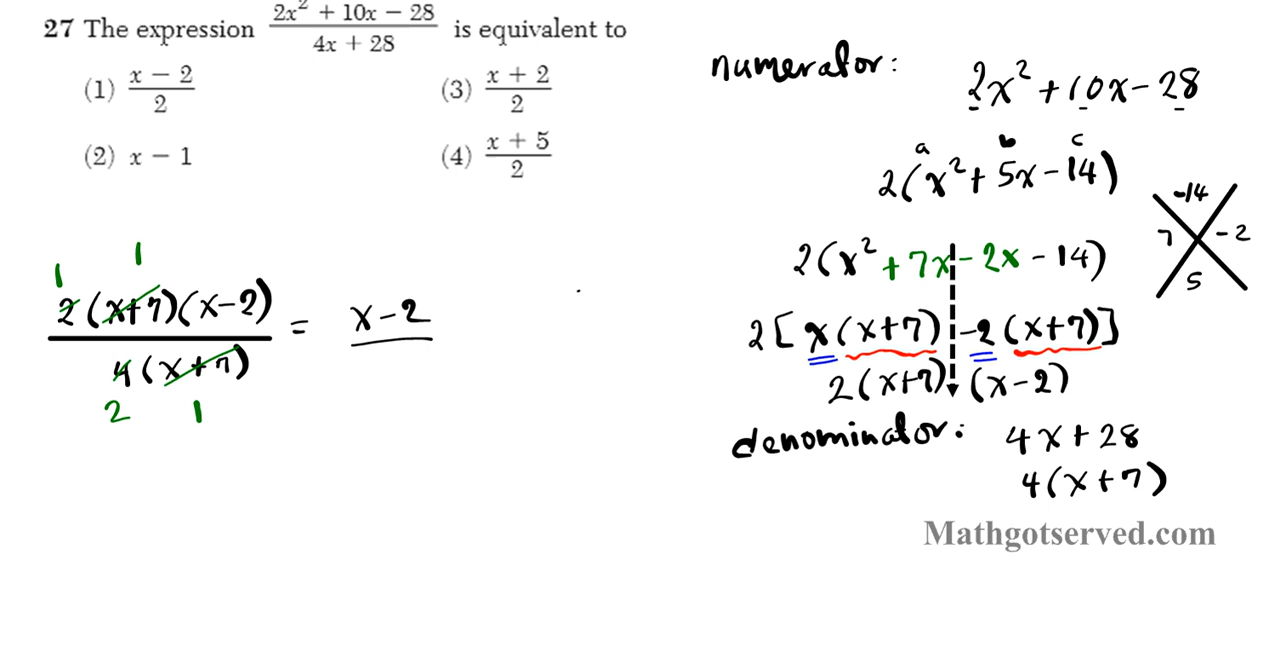 27 The expression (2x² + 10x − 28)/(4x + 28) is equivalent to
(1) (x − 2)/2
(3) (x + 2)/2
(2) x − 1
(4) (x + 5)/2
1 1
2(x+7)(x-2) / 4(x+7) = x-2
2 1
numerator:
2x² + 10x - 28
a b c
2(x² + 5x - 14)
-14
7 -2
5
2(x² + 7x - 2x - 14)
2[x(x+7) -2(x+7)]
2(x+7) (x-2)
denominator: 4x + 28
4(x+7)
Mathgotserved.com